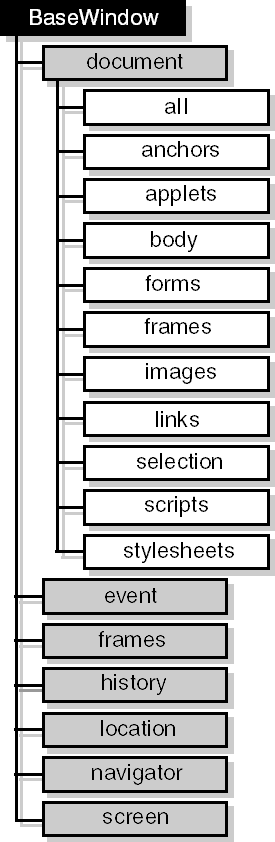 BaseWindow
document
all
anchors
applets
body
forms
frames
images
links
selection
scripts
stylesheets
event
frames
history
location
navigator
screen